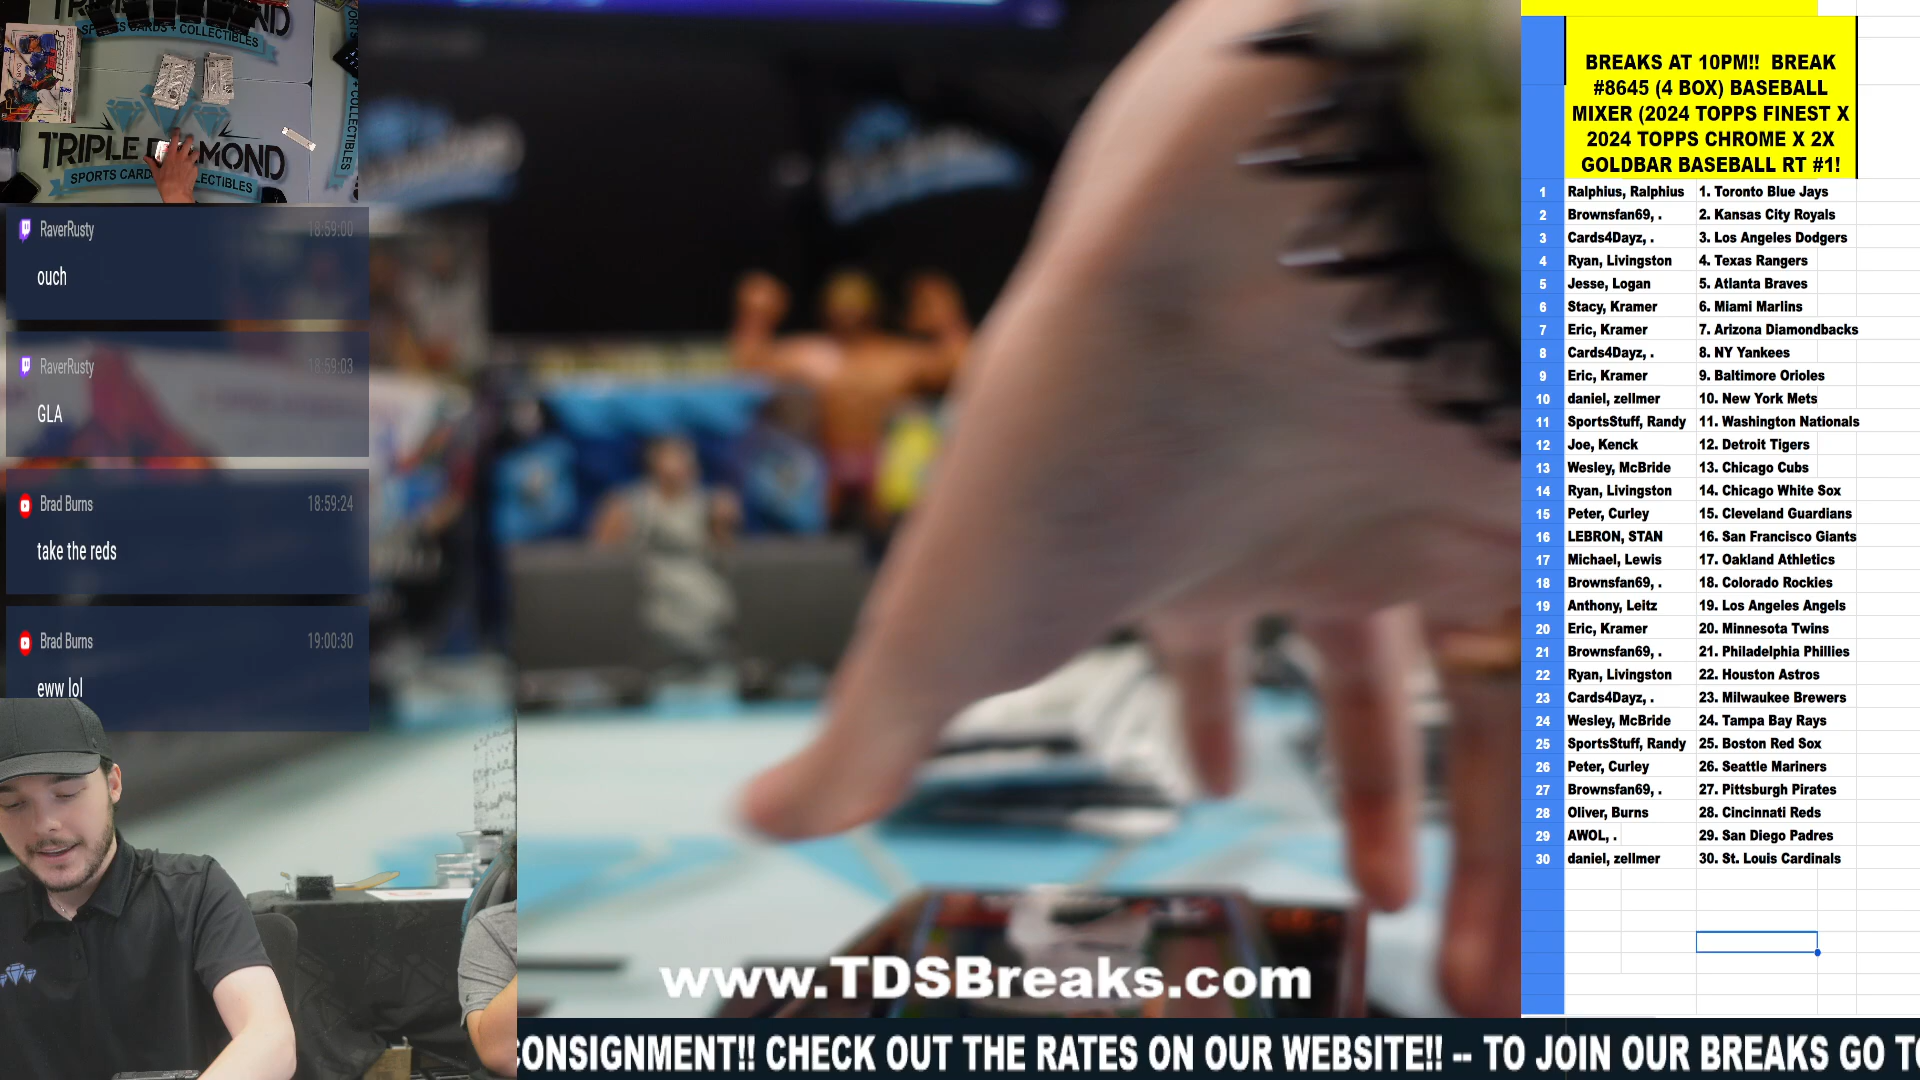 SPORTS CARDS + COLLECTIBLES
TRIPLE DIAMOND
SPORTS CARDS + COLLECTIBLES
+ COLLECTIBLES
RaverRusty 18:59:00
ouch
RaverRusty 18:59:03
GLA
Brad Burns 18:59:24
take the reds
Brad Burns 19:00:30
eww lol
www.TDSBreaks.com
CONSIGNMENT!! CHECK OUT THE RATES ON OUR WEBSITE!! -- TO JOIN OUR BREAKS GO TO
BREAKS AT 10PM!! BREAK
#8645 (4 BOX) BASEBALL
MIXER (2024 TOPPS FINEST X
2024 TOPPS CHROME X 2X
GOLDBAR BASEBALL RT #1!
1 Ralphius, Ralphius 1. Toronto Blue Jays
2 Brownsfan69, . 2. Kansas City Royals
3 Cards4Dayz, . 3. Los Angeles Dodgers
4 Ryan, Livingston 4. Texas Rangers
5 Jesse, Logan 5. Atlanta Braves
6 Stacy, Kramer 6. Miami Marlins
7 Eric, Kramer 7. Arizona Diamondbacks
8 Cards4Dayz, . 8. NY Yankees
9 Eric, Kramer 9. Baltimore Orioles
10 daniel, zellmer 10. New York Mets
11 SportsStuff, Randy 11. Washington Nationals
12 Joe, Kenck 12. Detroit Tigers
13 Wesley, McBride 13. Chicago Cubs
14 Ryan, Livingston 14. Chicago White Sox
15 Peter, Curley 15. Cleveland Guardians
16 LEBRON, STAN 16. San Francisco Giants
17 Michael, Lewis 17. Oakland Athletics
18 Brownsfan69, . 18. Colorado Rockies
19 Anthony, Leitz 19. Los Angeles Angels
20 Eric, Kramer 20. Minnesota Twins
21 Brownsfan69, . 21. Philadelphia Phillies
22 Ryan, Livingston 22. Houston Astros
23 Cards4Dayz, . 23. Milwaukee Brewers
24 Wesley, McBride 24. Tampa Bay Rays
25 SportsStuff, Randy 25. Boston Red Sox
26 Peter, Curley 26. Seattle Mariners
27 Brownsfan69, . 27. Pittsburgh Pirates
28 Oliver, Burns 28. Cincinnati Reds
29 AWOL, . 29. San Diego Padres
30 daniel, zellmer 30. St. Louis Cardinals